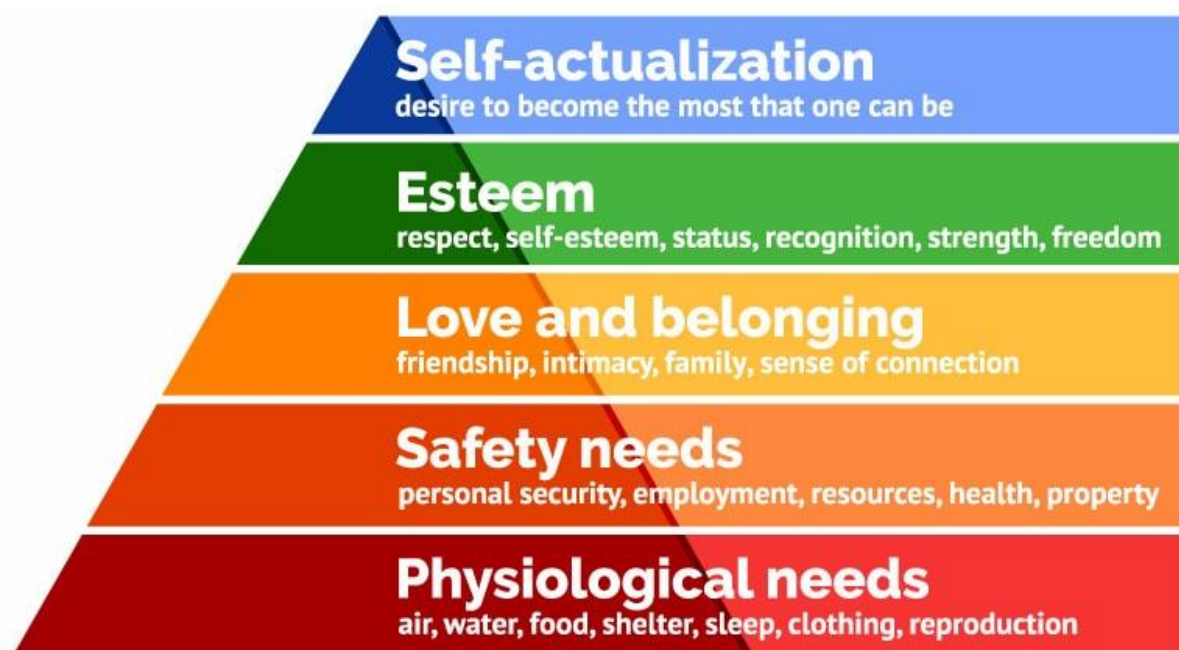 Self-actualization
desire to become the most that one can be
Esteem
respect, self-esteem, status, recognition, strength, freedom
Love and belonging
friendship, intimacy, family, sense of connection
Safety needs
personal security, employment, resources, health, property
Physiological needs
air, water, food, shelter, sleep, clothing, reproduction